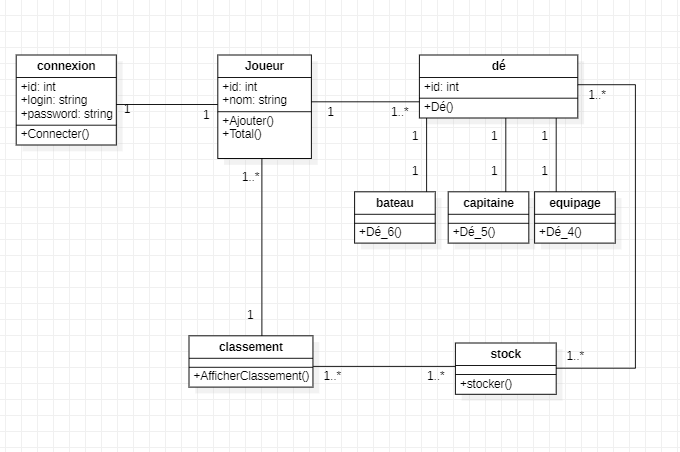 connexion
+id: int
+login: string
+password: string
+Connecter()
1
1
Joueur
+id: int
+nom: string
+Ajouter()
+Total()
1
1..*
dé
+id: int
+Dé()
1..*
1
1
1
1
1
1
bateau
+Dé_6()
capitaine
+Dé_5()
equipage
+Dé_4()
1..*
1
classement
+AfficherClassement()
1..*
1..*
stock
+stocker()
1..*